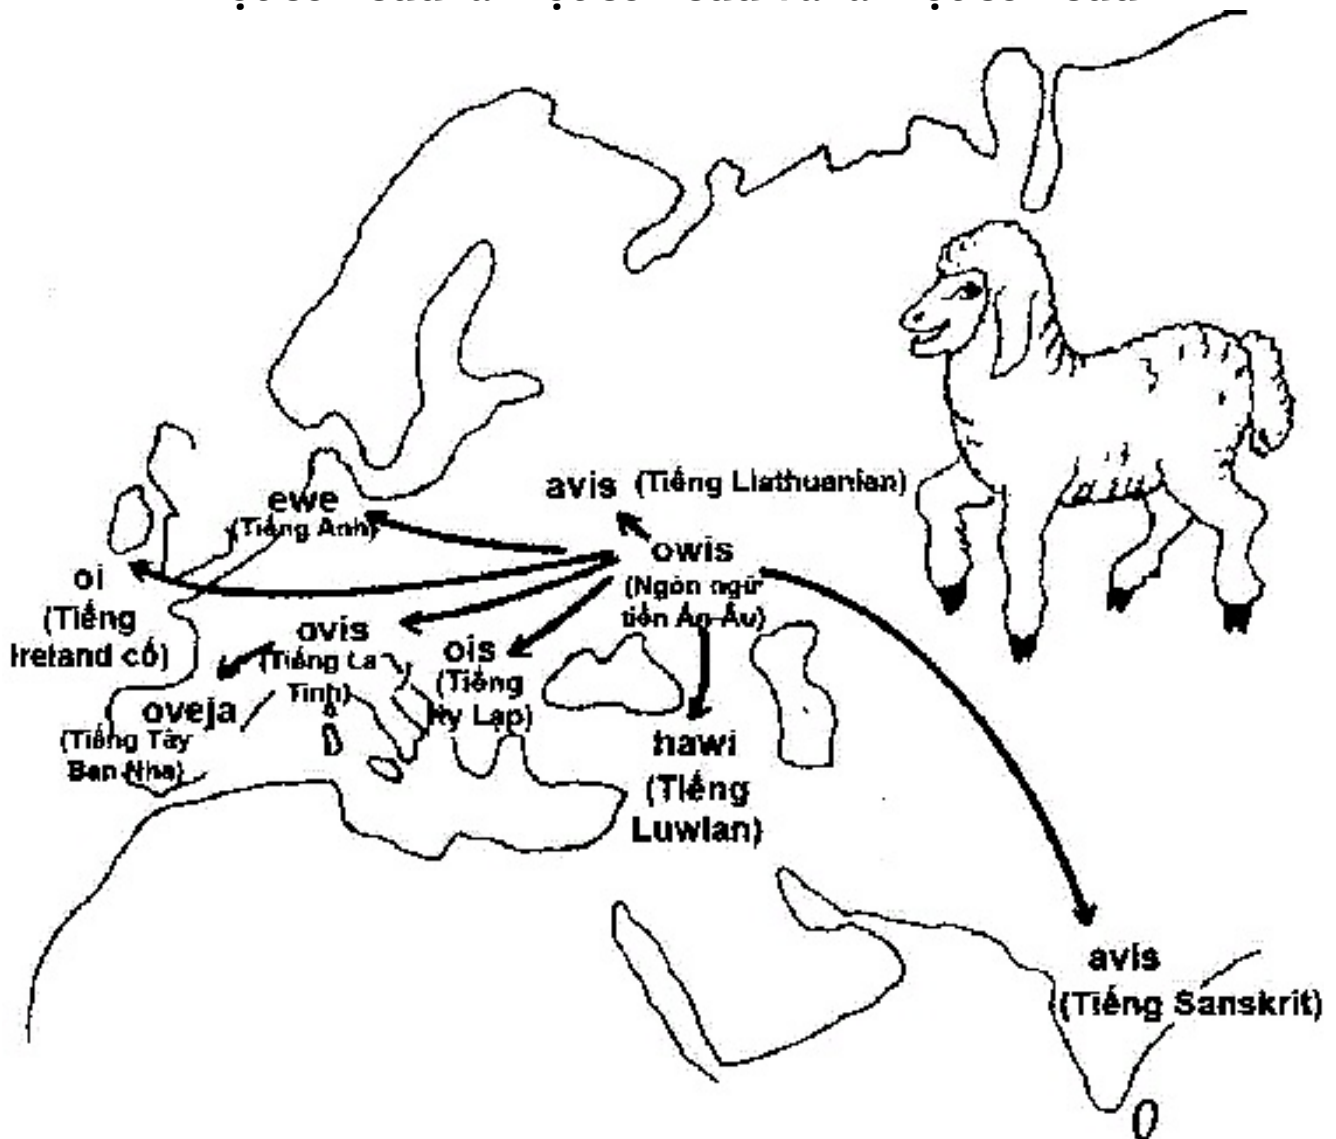 avis (Tiếng Liathuanian)
ewe
(Tiếng Anh)
owis
(Ngôn ngữ
tiền Ấn Âu)
oi
(Tiếng
Ireland cổ)
ovis
(Tiếng La
Tinh)
ois
(Tiếng
Hy Lạp)
oveja
(Tiếng Tây
Ban Nha)
hawi
(Tiếng
Luwian)
avis
(Tiếng Sanskrit)